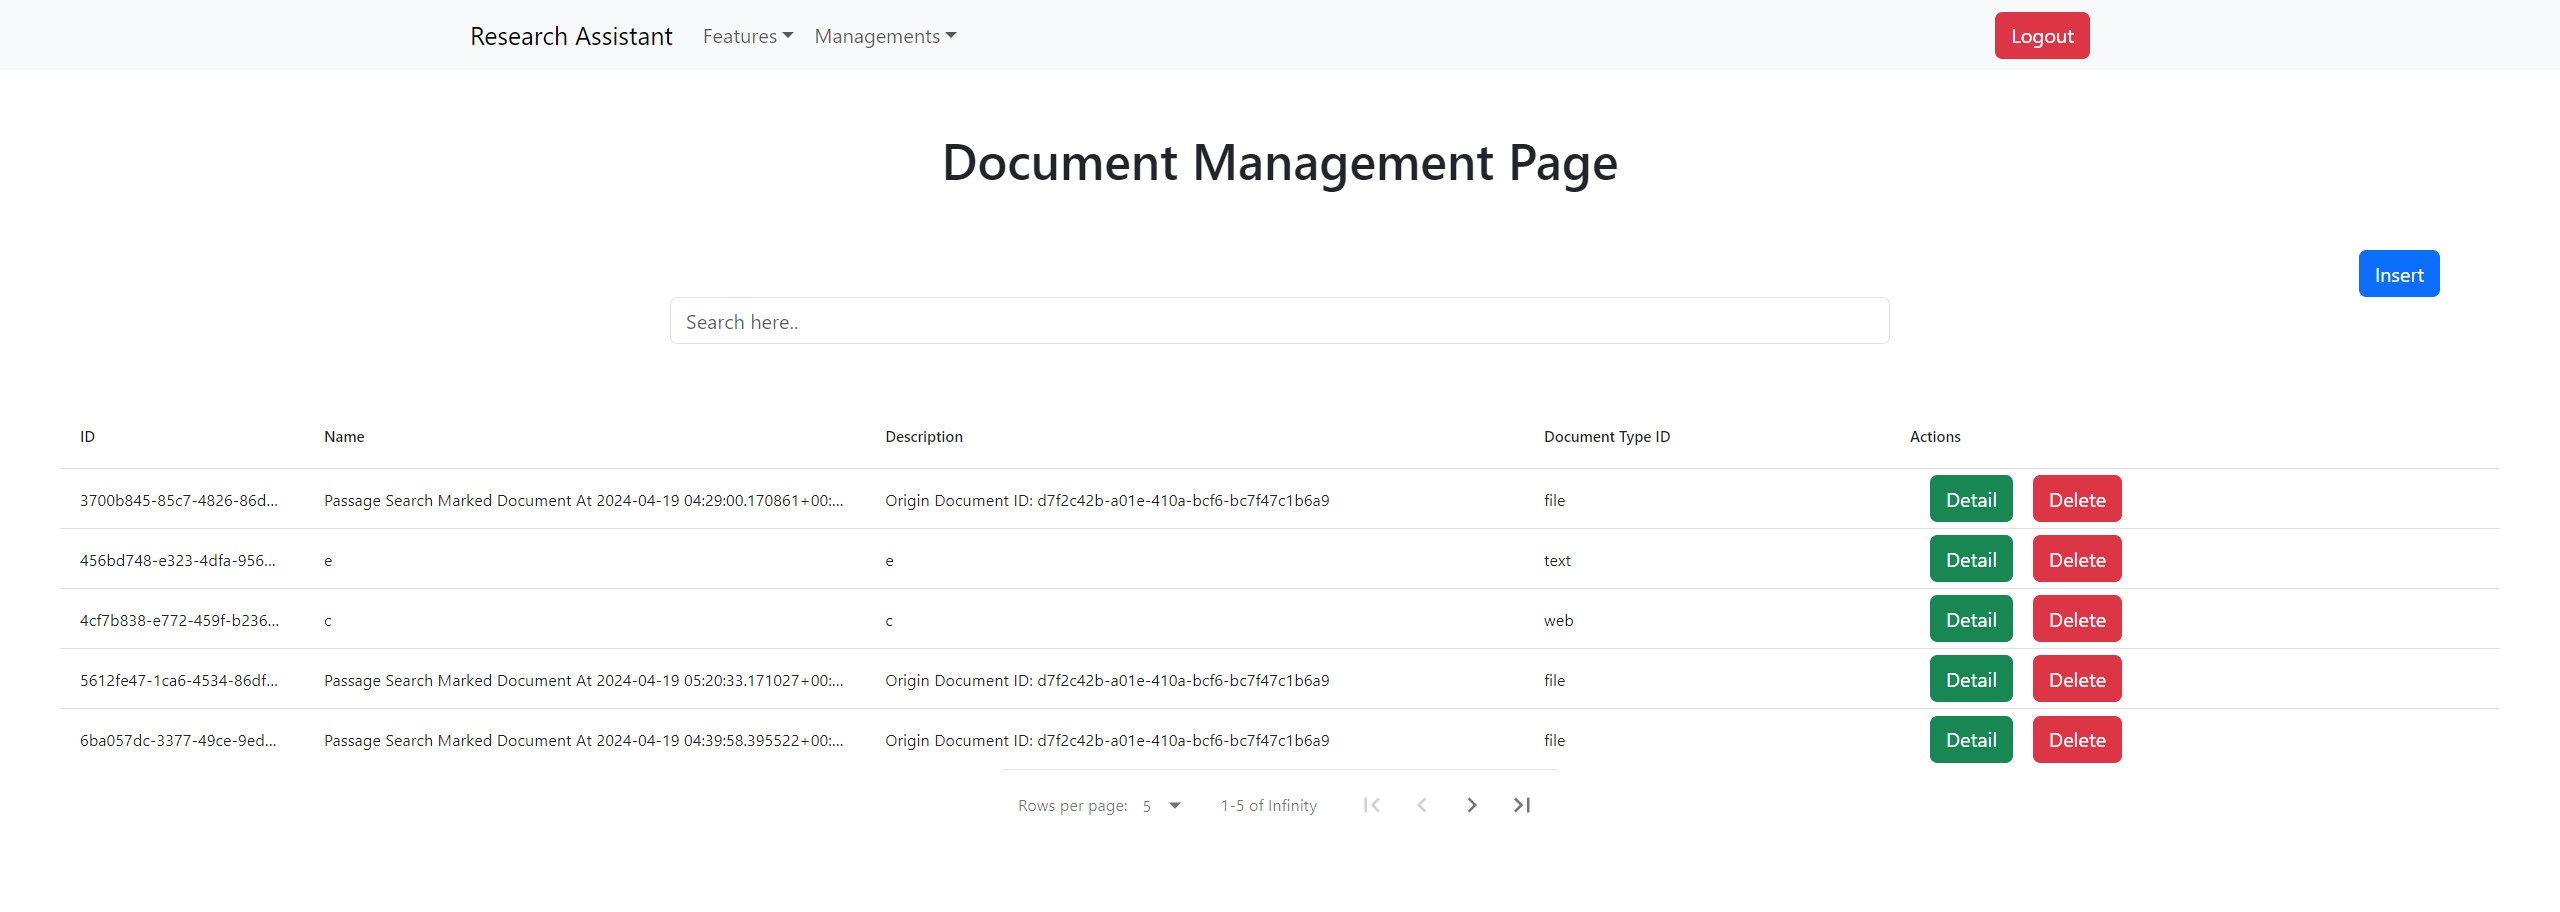 Research Assistant Features Managements Logout
Document Management Page
Insert
Search here..
ID Name Description Document Type ID Actions
3700b845-85c7-4826-86d... Passage Search Marked Document At 2024-04-19 04:29:00.170861+00:... Origin Document ID: d7f2c42b-a01e-410a-bcf6-bc7f47c1b6a9 file Detail Delete
456bd748-e323-4dfa-956... e e text Detail Delete
4cf7b838-e772-459f-b236... c c web Detail Delete
5612fe47-1ca6-4534-86df... Passage Search Marked Document At 2024-04-19 05:20:33.171027+00:... Origin Document ID: d7f2c42b-a01e-410a-bcf6-bc7f47c1b6a9 file Detail Delete
6ba057dc-3377-49ce-9ed... Passage Search Marked Document At 2024-04-19 04:39:58.395522+00:... Origin Document ID: d7f2c42b-a01e-410a-bcf6-bc7f47c1b6a9 file Detail Delete
Rows per page: 5 1-5 of Infinity